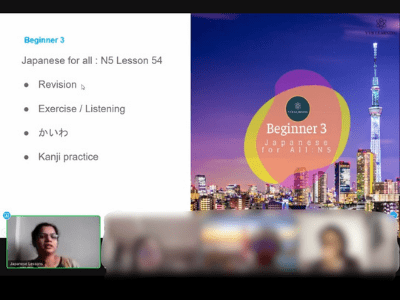 Beginner 3
Japanese for all : N5 Lesson 54
● Revision
● Exercise / Listening
● かいわ
● Kanji practice
Beginner 3
Japanese
for All N5
Japanese Lessons